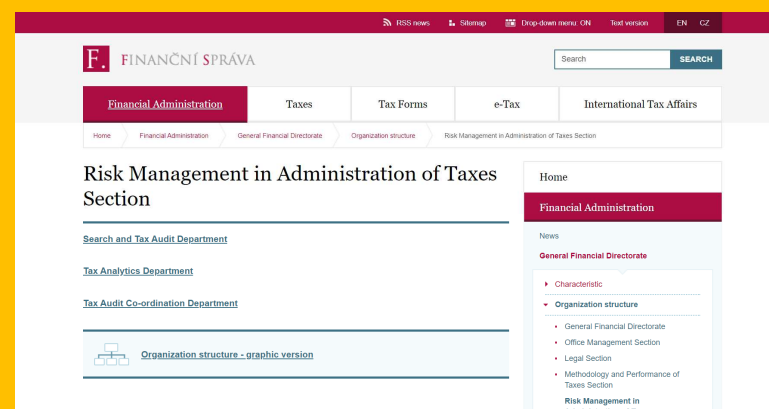 RSS news Sitemap Drop-down menu: ON Text version EN CZ
F. FINANČNÍ SPRÁVA
Search SEARCH
Financial Administration Taxes Tax Forms e-Tax International Tax Affairs
Home Financial Administration General Financial Directorate Organization structure Risk Management in Administration of Taxes Section
Risk Management in Administration of Taxes
Section
Search and Tax Audit Department
Tax Analytics Department
Tax Audit Co-ordination Department
Organization structure - graphic version
Home
Financial Administration
News
General Financial Directorate
Characteristic
Organization structure
General Financial Directorate
Office Management Section
Legal Section
Methodology and Performance of
Taxes Section
Risk Management in